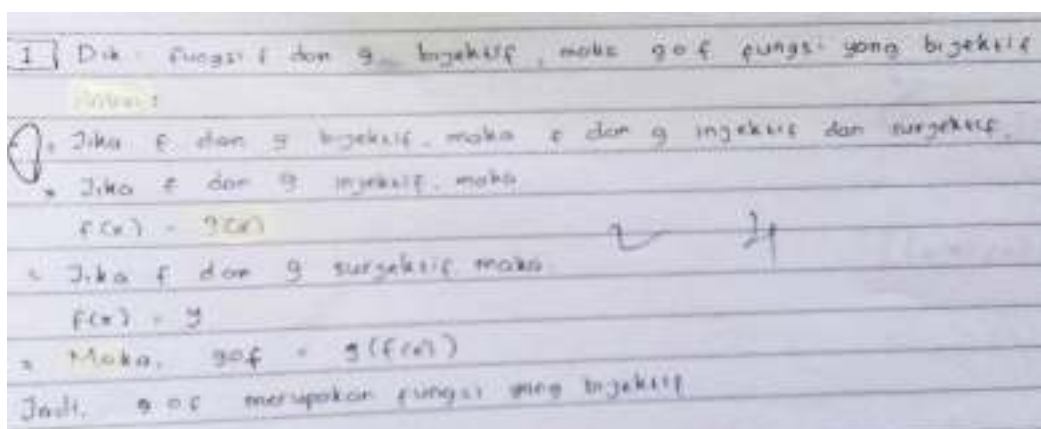 1 Dik : fungsi f dan g bijektif, maka g o f fungsi yang bijektif
Jika f dan g bijektif, maka f dan g injektif dan surjektif.
Jika f dan g injektif, maka
f(x) = g(x)
Jika f dan g surjektif maka
f(x) = y
Maka, gof = g(f(x))
Jadi, g o f merupakan fungsi yang bijektif